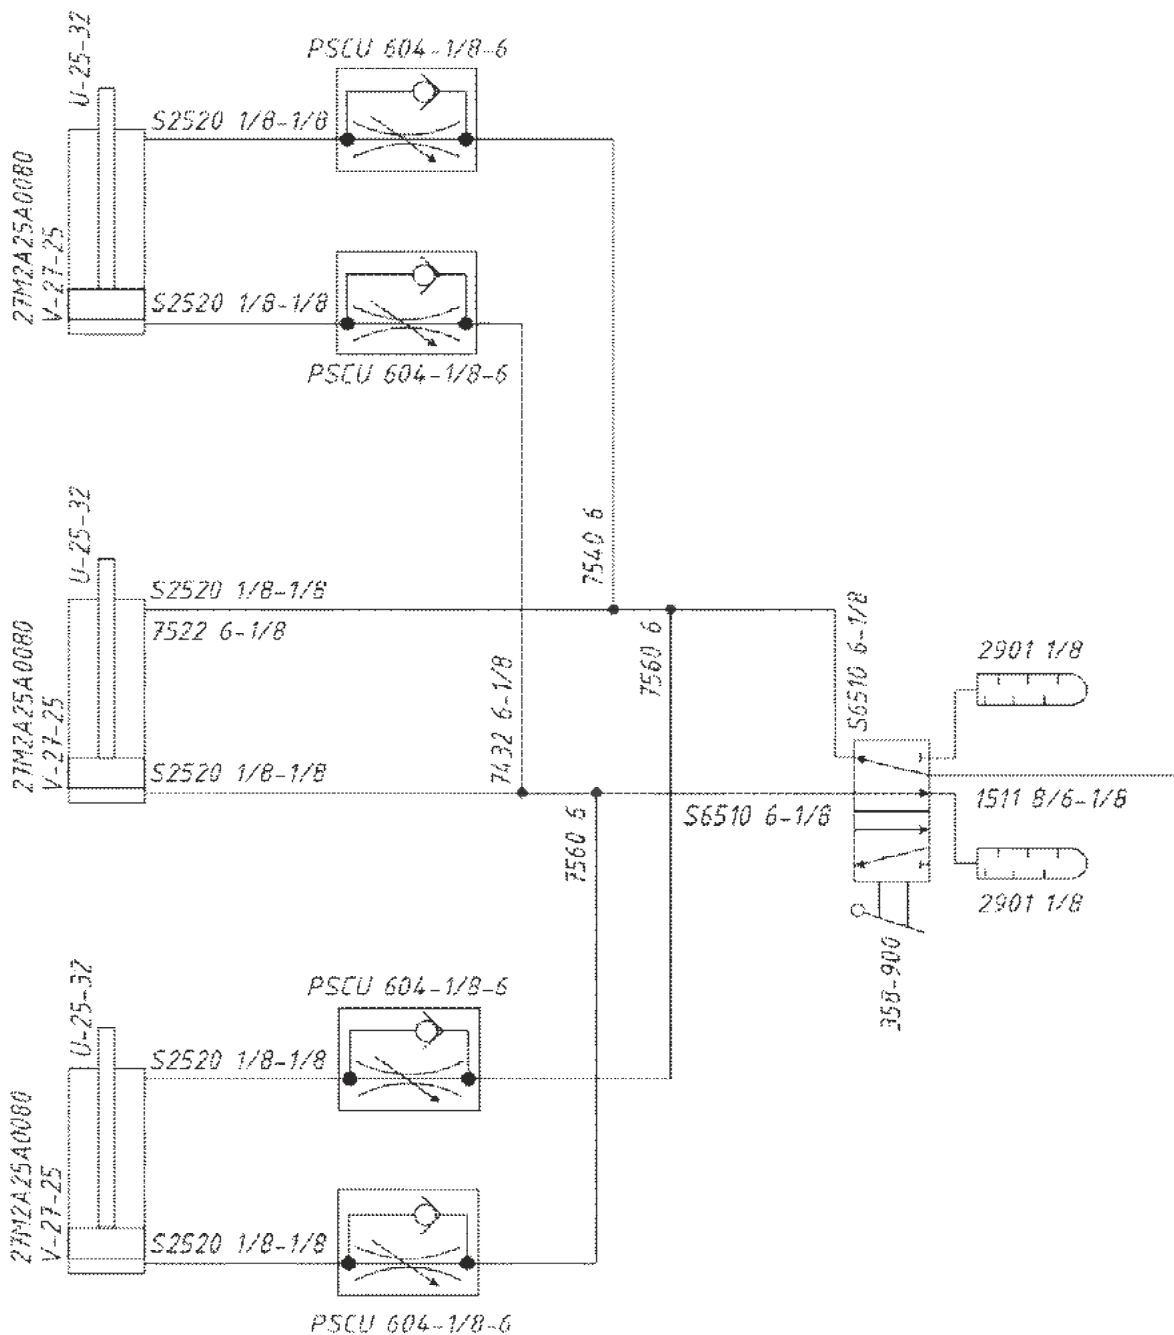 U-25-32
PSCU 604-1/8-6
S2520 1/8-1/8
27M2A25A0080
V-27-25
S2520 1/8-1/8
PSCU 604-1/8-6
U-25-32
7540 6
S2520 1/8-1/8
7522 6-1/8
27M2A25A0080
V-27-25
7560 6
S6510 6-1/8
2901 1/8
7432 6-1/8
S2520 1/8-1/8
S6510 6-1/8
1511 8/6-1/8
7560 6
2901 1/8
358-900
U-25-32
PSCU 604-1/8-6
S2520 1/8-1/8
27M2A25A0080
V-27-25
S2520 1/8-1/8
PSCU 604-1/8-6